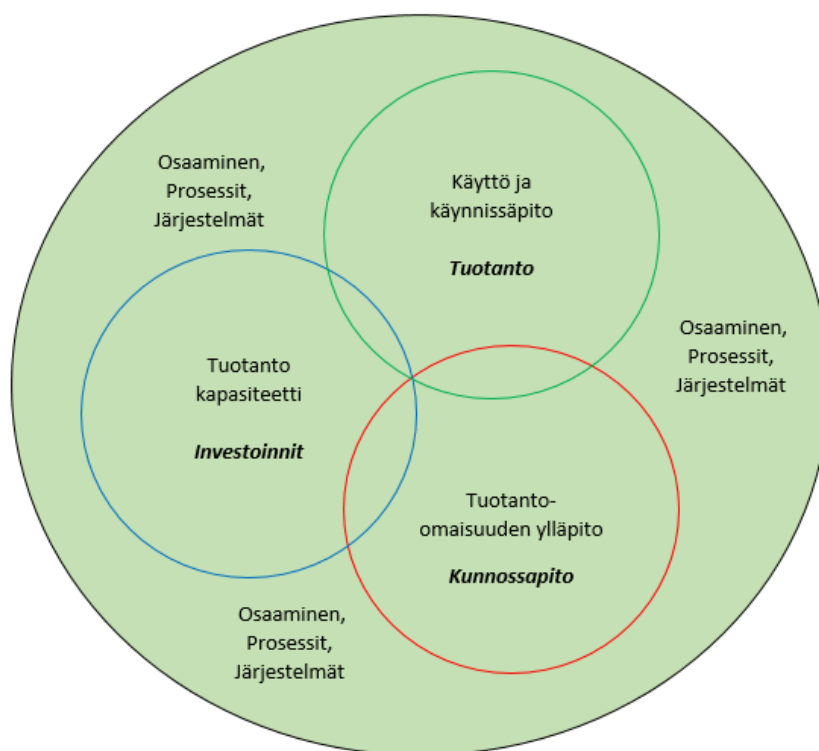 Osaaminen,
Prosessit,
Järjestelmät
Käyttö ja
käynnissäpito
Tuotanto
Osaaminen,
Prosessit,
Järjestelmät
Tuotanto
kapasiteetti
Investoinnit
Tuotanto-
omaisuuden ylläpito
Kunnossapito
Osaaminen,
Prosessit,
Järjestelmät